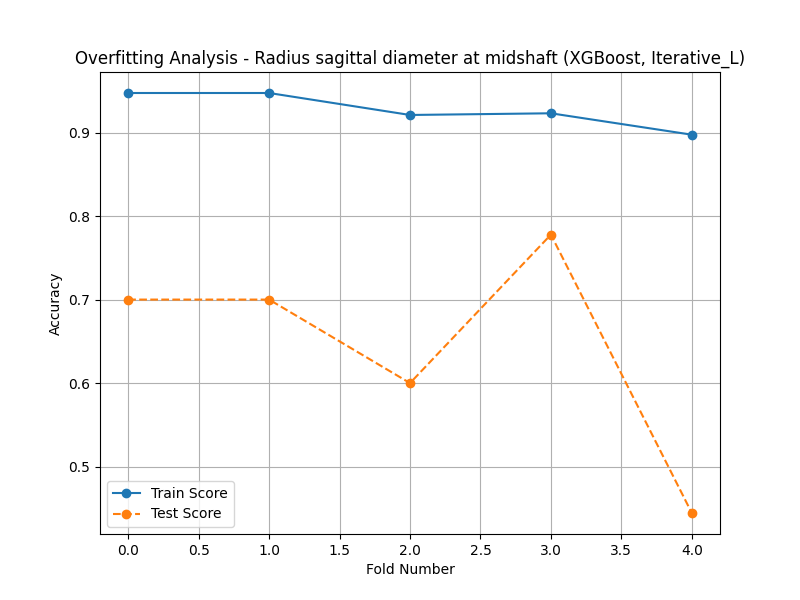 Overfitting Analysis - Radius sagittal diameter at midshaft (XGBoost, Iterative_L)
Accuracy
0.9
0.8
0.7
0.6
0.5
Train Score
Test Score
0.0 0.5 1.0 1.5 2.0 2.5 3.0 3.5 4.0
Fold Number